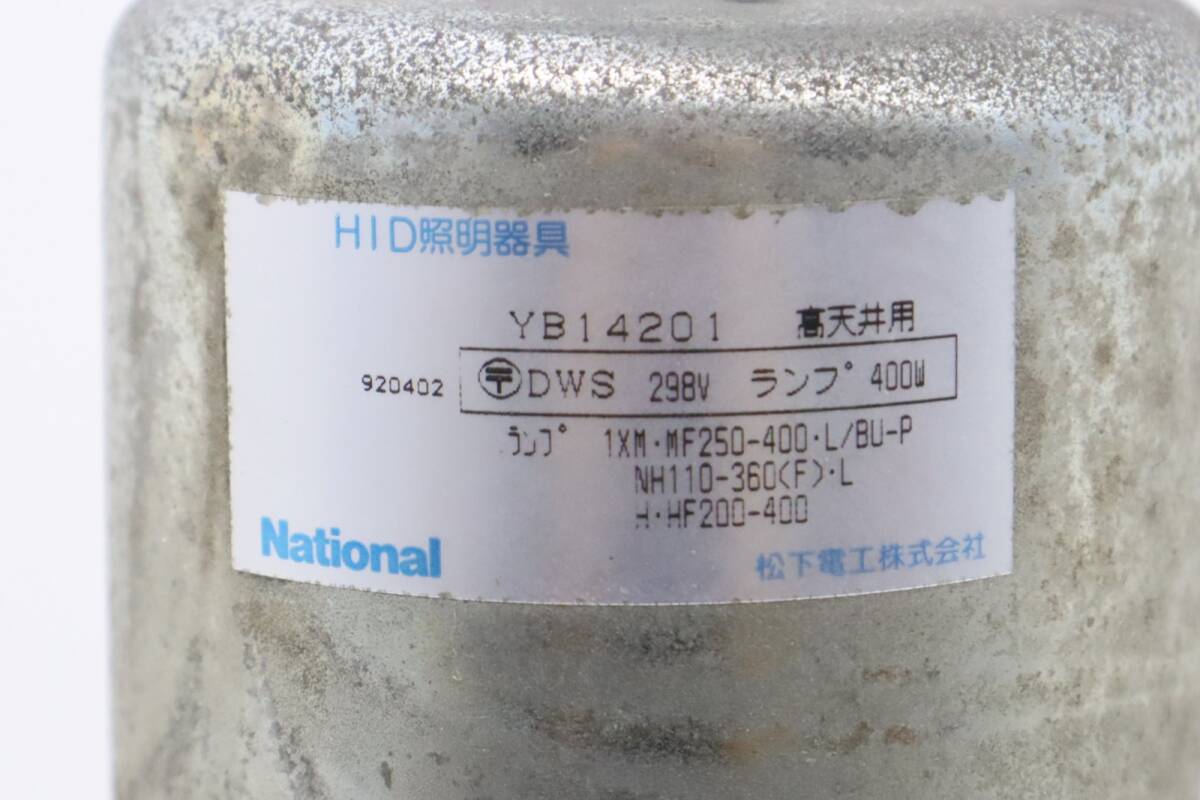 HID照明器具
YB14201 高天井用
920402 〒DWS 298V ランプ 400W
ランプ 1XM・MF250-400・L/BU-P
NH110-360(F)・L
H・HF200-400
National 松下電工株式会社